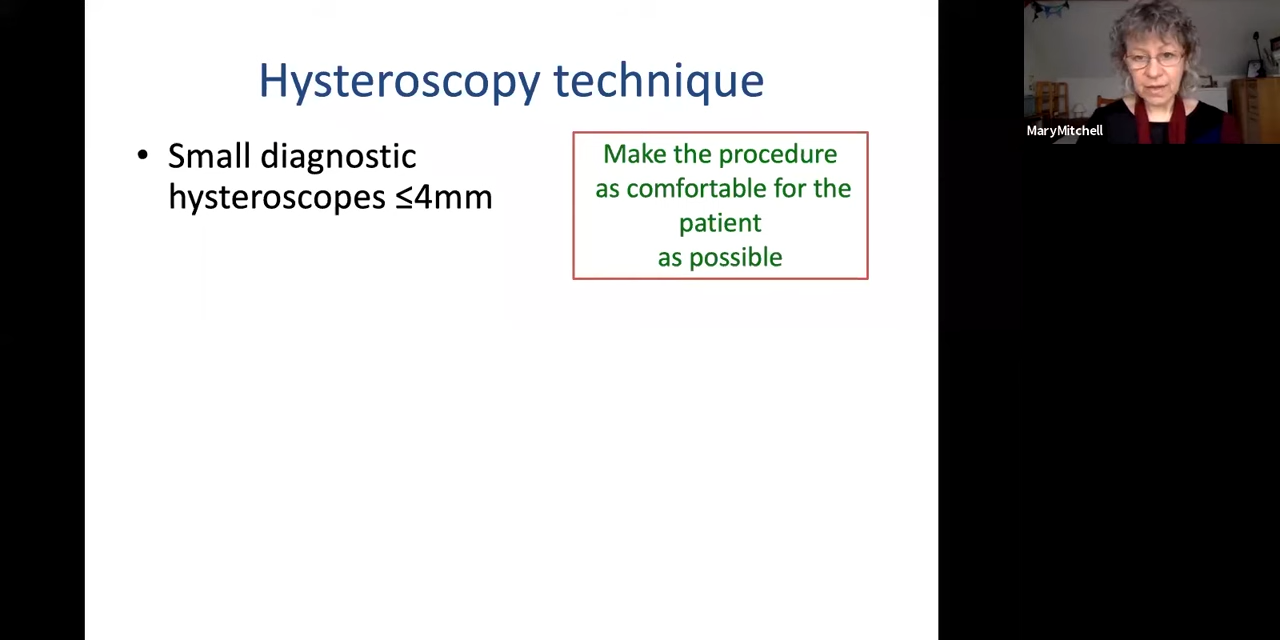 Hysteroscopy technique
• Small diagnostic
hysteroscopes ≤4mm
Make the procedure
as comfortable for the
patient
as possible
MaryMitchell